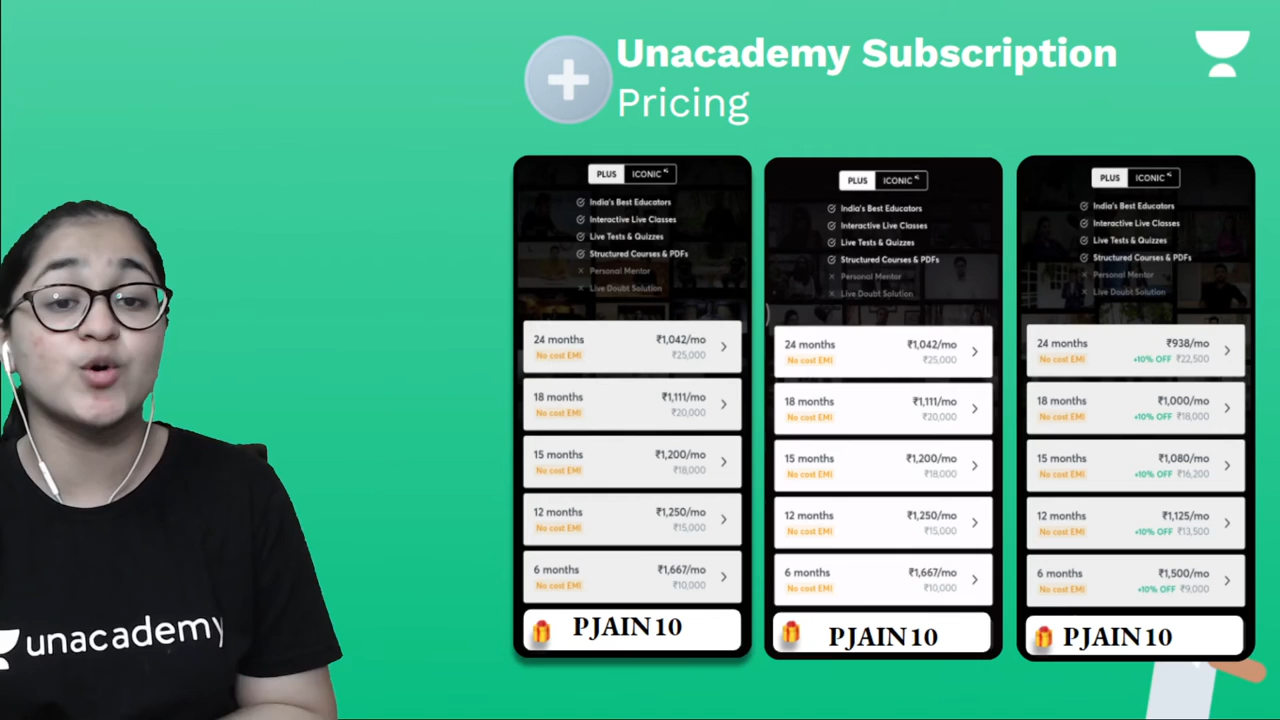 Unacademy Subscription
Pricing
PLUS ICONIC
India's Best Educators
Interactive Live Classes
Live Tests & Quizzes
Structured Courses & PDFs
Personal Mentor
Live Doubt Solution
24 months ₹1,042/mo
No cost EMI ₹25,000
18 months ₹1,111/mo
No cost EMI ₹20,000
15 months ₹1,200/mo
No cost EMI ₹18,000
12 months ₹1,250/mo
No cost EMI ₹15,000
6 months ₹1,667/mo
No cost EMI ₹10,000
PJAIN10
PLUS ICONIC
India's Best Educators
Interactive Live Classes
Live Tests & Quizzes
Structured Courses & PDFs
Personal Mentor
Live Doubt Solution
24 months ₹1,042/mo
No cost EMI ₹25,000
18 months ₹1,111/mo
No cost EMI ₹20,000
15 months ₹1,200/mo
No cost EMI ₹18,000
12 months ₹1,250/mo
No cost EMI ₹15,000
6 months ₹1,667/mo
No cost EMI ₹10,000
PJAIN10
PLUS ICONIC
India's Best Educators
Interactive Live Classes
Live Tests & Quizzes
Structured Courses & PDFs
Personal Mentor
Live Doubt Solution
24 months ₹938/mo
No cost EMI +10% OFF ₹22,500
18 months ₹1,000/mo
No cost EMI +10% OFF ₹18,000
15 months ₹1,080/mo
No cost EMI +10% OFF ₹16,200
12 months ₹1,125/mo
No cost EMI +10% OFF ₹13,500
6 months ₹1,500/mo
No cost EMI +10% OFF ₹9,000
PJAIN10
unacademy